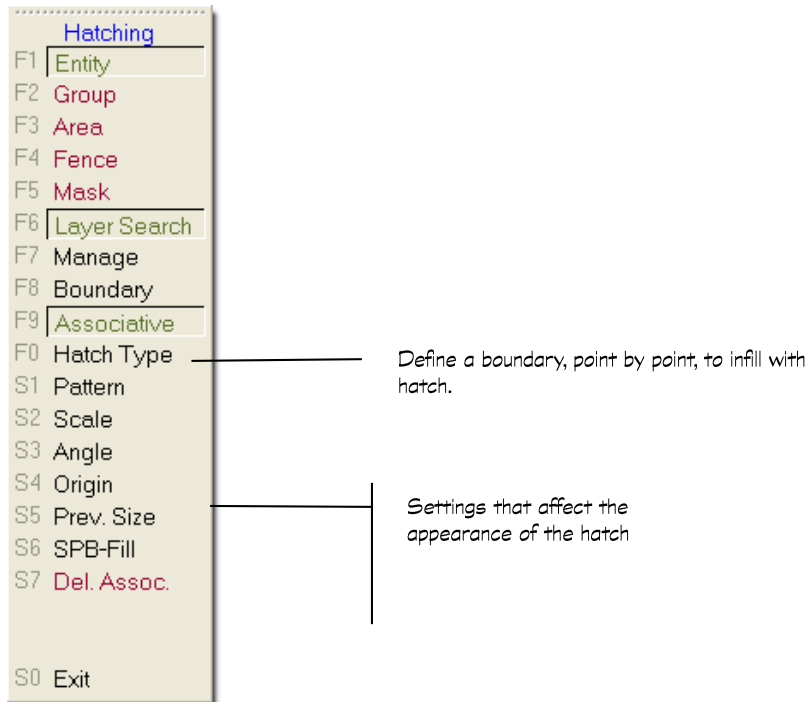 Hatching
F1 Entity
F2 Group
F3 Area
F4 Fence
F5 Mask
F6 Layer Search
F7 Manage
F8 Boundary
F9 Associative
F0 Hatch Type
Define a boundary, point by point, to infill with
hatch.
S1 Pattern
S2 Scale
S3 Angle
S4 Origin
S5 Prev. Size
S6 SPB-Fill
S7 Del. Assoc.
Settings that affect the
appearance of the hatch
S0 Exit